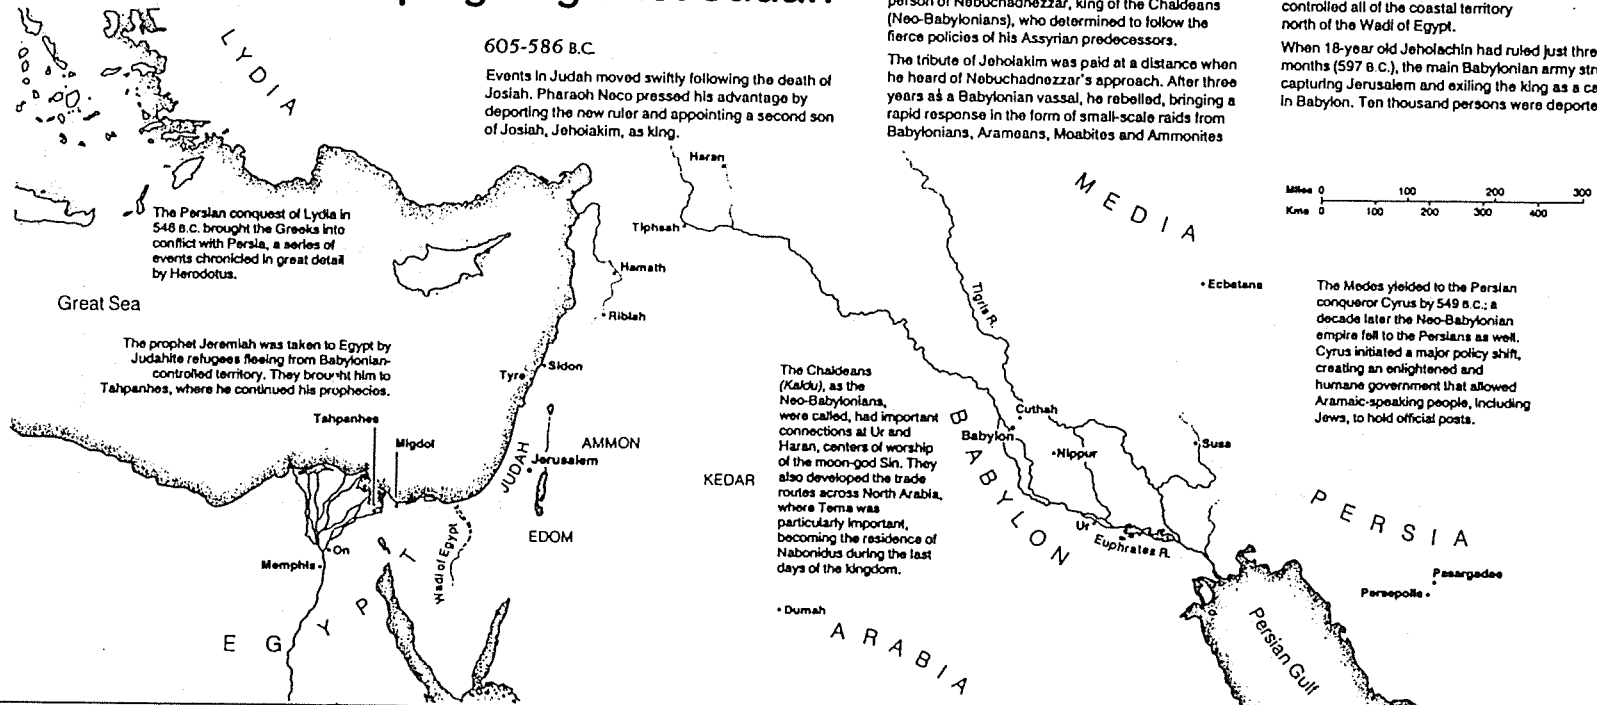 605-586 B.C.
Events in Judah moved swiftly following the death of
Josiah. Pharaoh Neco pressed his advantage by
deporting the new ruler and appointing a second son
of Josiah, Jehoiakim, as king.
person of Nebuchadnezzar, king of the Chaldeans
(Neo-Babylonians), who determined to follow the
fierce policies of his Assyrian predecessors.
The tribute of Jehoiakim was paid at a distance when
he heard of Nebuchadnezzar's approach. After three
years as a Babylonian vassal, he rebelled, bringing a
rapid response in the form of small-scale raids from
Babylonians, Arameans, Moabites and Ammonites
controlled all of the coastal territory
north of the Wadi of Egypt.
When 18-year old Jehoiachin had ruled just thre
months (597 B.C.), the main Babylonian army str
capturing Jerusalem and exiling the king as a ca
in Babylon. Ten thousand persons were deporte
LYDIA
Haran
MEDIA
Miles 0 100 200 300
Kms 0 100 200 300 400
The Persian conquest of Lydia in
546 B.C. brought the Greeks into
conflict with Persia, a series of
events chronicled in great detail
by Herodotus.
Tiphsah
Hamath
Riblah
Tigris R.
Ecbatana
The Medes yielded to the Persian
conqueror Cyrus by 549 B.C.; a
decade later the Neo-Babylonian
empire fell to the Persians as well.
Cyrus initiated a major policy shift,
creating an enlightened and
humane government that allowed
Aramaic-speaking people, including
Jews, to hold official posts.
Great Sea
The prophet Jeremiah was taken to Egypt by
Judahite refugees fleeing from Babylonian-
controlled territory. They brought him to
Tahpanhes, where he continued his prophecies.
Sidon
Tyre
The Chaldeans
(Kaldu), as the
Neo-Babylonians,
were called, had important
connections at Ur and
Haran, centers of worship
of the moon-god Sin. They
also developed the trade
routes across North Arabia,
where Tema was
particularly important,
becoming the residence of
Nabonidus during the last
days of the kingdom.
Tahpanhes
Migdol
JUDAH
AMMON
Jerusalem
KEDAR
EDOM
Cuthah
Babylon
Nippur
Susa
BABYLON
Ur
Euphrates R.
PERSIA
Wadi of Egypt
On
Memphis
Pasargadae
Persepolis
Dumah
EGYPT
ARABIA
Persian Gulf